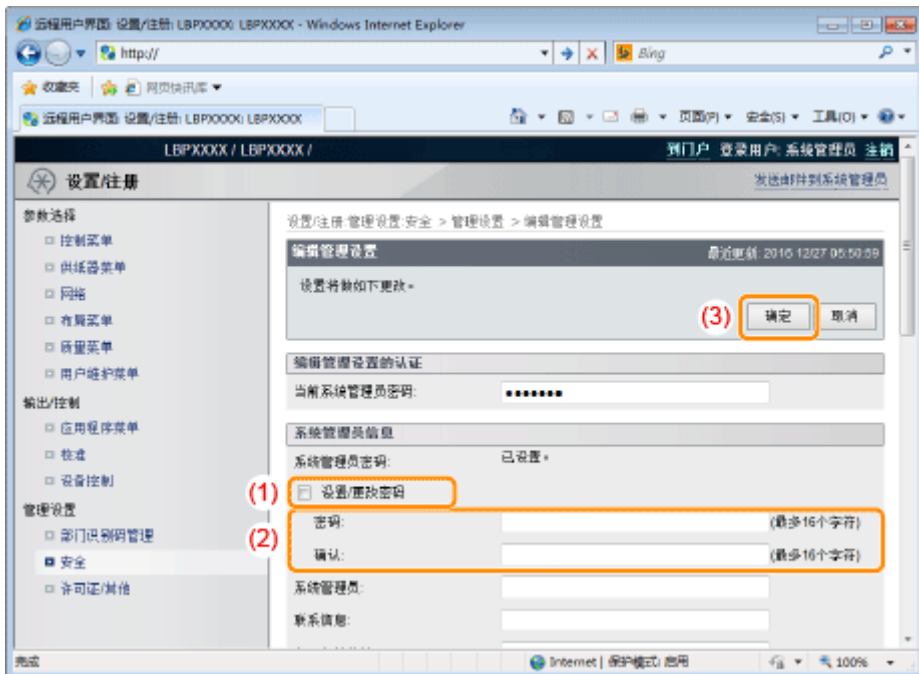 远程用户界面: 设置/注册: LBPXXXX: LBPXXXX - Windows Internet Explorer
http://
Bing
收藏夹 网页快讯库
远程用户界面: 设置/注册: LBPXXXX: LBPXXXX
页面(P) 安全(S) 工具(O)
LBPXXXX / LBPXXXX /
到门户 登录用户: 系统管理员 注销
设置/注册
发送邮件到系统管理员
参数选择
控制菜单
供纸器菜单
网络
布局菜单
质量菜单
用户维护菜单
输出/控制
应用程序菜单
校准
设备控制
管理设置
部门识别码管理
安全
许可证/其他
设置/注册:管理设置:安全 > 管理设置 > 编辑管理设置
编辑管理设置
最近更新: 2016 12/27 05:50:59
设置将做如下更改。
(3)
确定
取消
编辑管理设置的认证
当前系统管理员密码: •••••••
系统管理员信息
系统管理员密码: 已设置。
(1) 设置/更改密码
(2)
密码: (最多16个字符)
确认: (最多16个字符)
系统管理员:
联系信息:
完成
Internet | 保护模式: 启用
100%